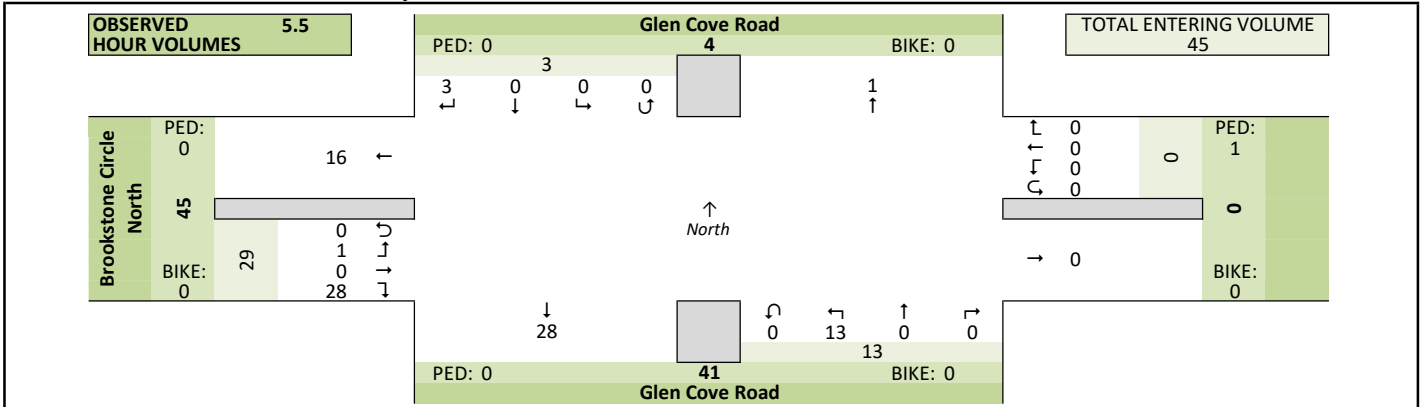 OBSERVED 5.5
HOUR VOLUMES
Glen Cove Road
PED: 0 4 BIKE: 0
TOTAL ENTERING VOLUME
45
3
3 0 0 0 1
↵ ↓ ↳ ↺ ↑
Brookstone Circle
North
PED:
0
45
BIKE:
0
16 ←
29
0 ↺
1 ↰
0 →
28 ↴
↑
North
↱ 0
← 0
↲ 0
↺ 0
0
→ 0
PED:
1
0
BIKE:
0
↓
28
↺ ↰ ↑ ↱
0 13 0 0
13
PED: 0 41 BIKE: 0
Glen Cove Road